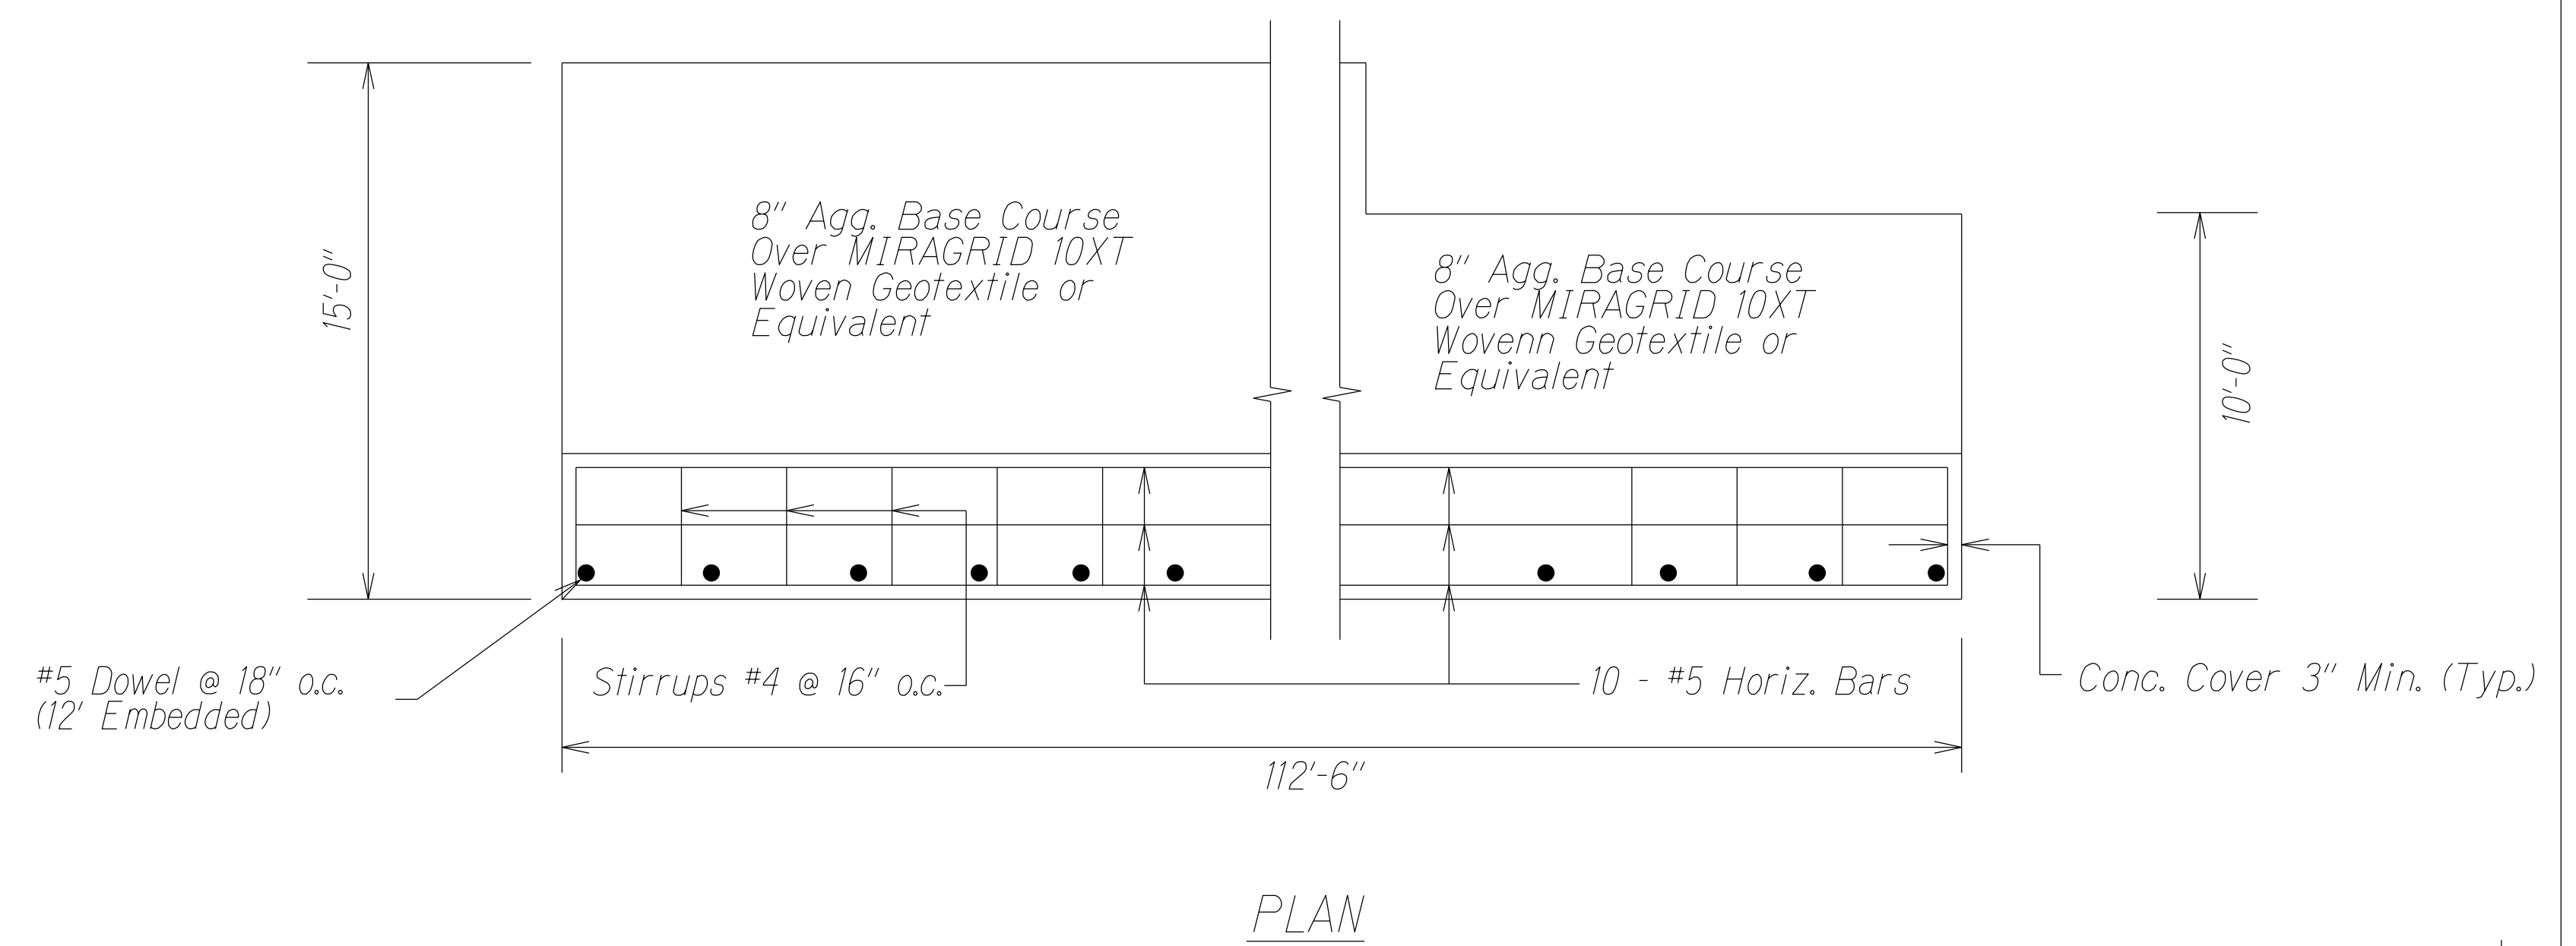 15'-0"
8" Agg. Base Course
Over MIRAGRID 10XT
Woven Geotextile or
Equivalent
8" Agg. Base Course
Over MIRAGRID 10XT
Wovenn Geotextile or
Equivalent
10'-0"
#5 Dowel @ 18" o.c.
(12' Embedded)
Stirrups #4 @ 16" o.c.
10 - #5 Horiz. Bars
Conc. Cover 3" Min. (Typ.)
112'-6"
PLAN